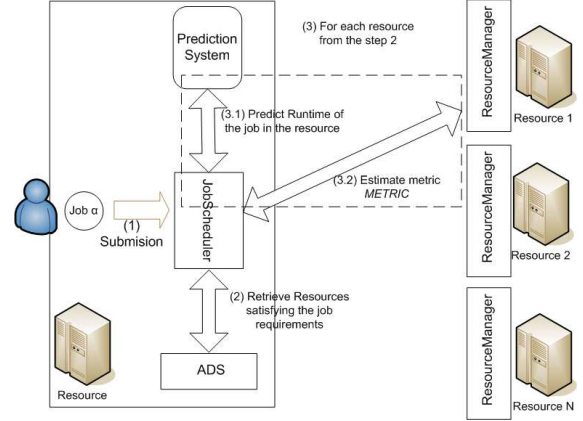 Prediction
System
(3) For each resource
from the step 2
ResourceManager
Resource 1
(3.1) Predict Runtime of
the job in the resource
(3.2) Estimate metric
METRIC
Job α
(1)
Submision
JobScheduler
ResourceManager
Resource 2
(2) Retrieve Resources
satisfying the job
requirements
ADS
Resource
ResourceManager
Resource N